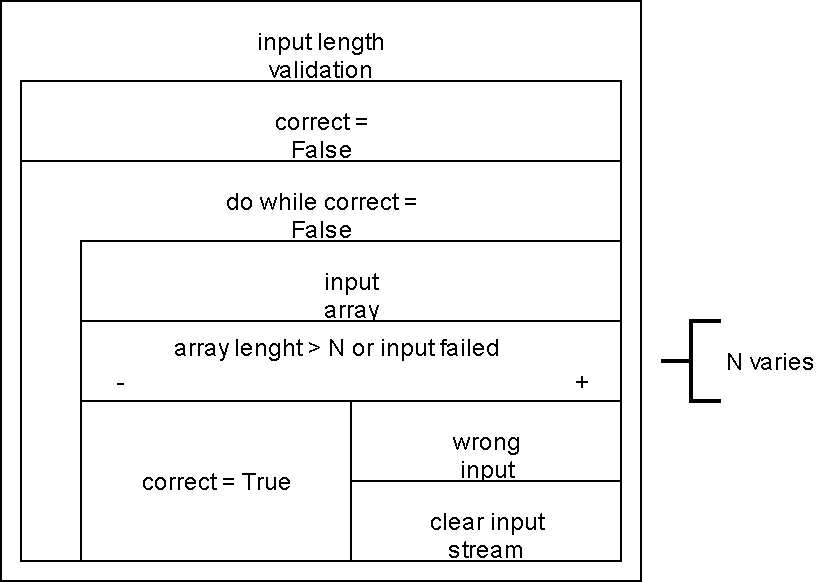 input length
validation
correct =
False
do while correct =
False
input
array
array lenght > N or input failed
- +
N varies
wrong
input
correct = True
clear input
stream